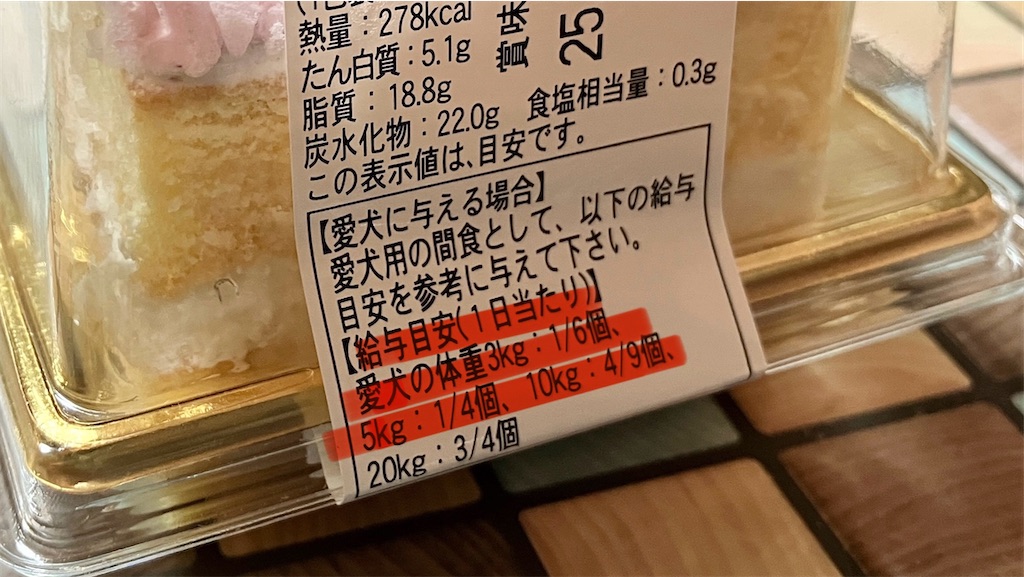 熱量：278kcal
たん白質：5.1g
脂質：18.8g
炭水化物：22.0g 食塩相当量：0.3g
この表示値は、目安です。
賞味
25
【愛犬に与える場合】
愛犬用の間食として、以下の給与
目安を参考に与えて下さい。
【給与目安(1日当たり)】
愛犬の体重3kg：1/6個、
5kg：1/4個、10kg：4/9個、
20kg：3/4個